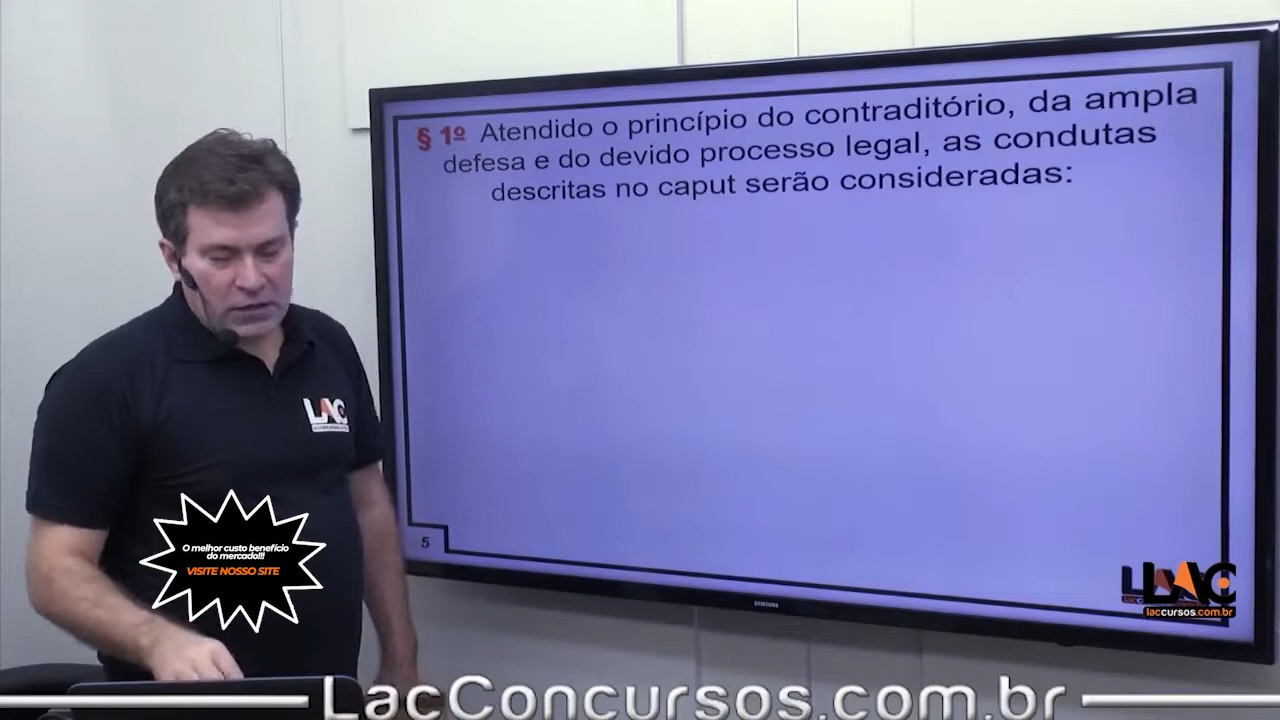 § 1º Atendido o princípio do contraditório, da ampla
defesa e do devido processo legal, as condutas
descritas no caput serão consideradas:
LAC
O melhor custo benefício
do mercado!!!
VISITE NOSSO SITE
5
SAMSUNG
LAC
laccursos.com.br
LacConcursos.com.br